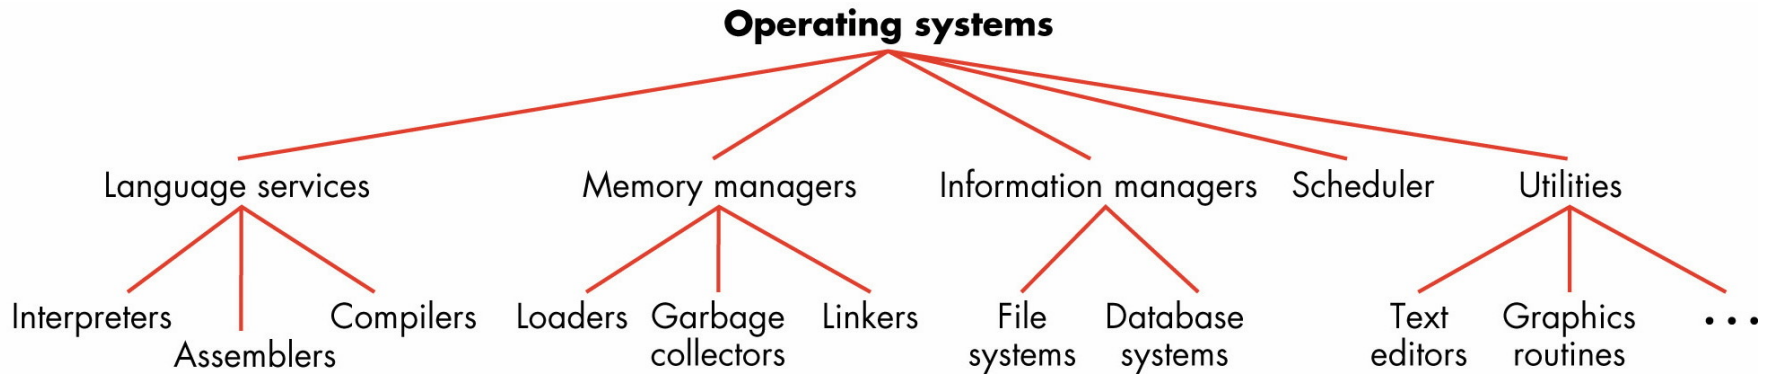 Operating systems
Language services
Memory managers
Information managers
Scheduler
Utilities
Interpreters
Assemblers
Compilers
Loaders
Garbage
collectors
Linkers
File
systems
Database
systems
Text
editors
Graphics
routines
...